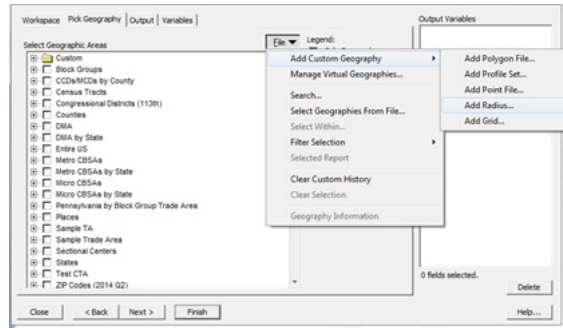 Workspace Pick Geography Output Variables
Output Variables
Select Geographic Areas
File
Legend:
Custom
Block Groups
CCDs/MCDs by County
Census Tracts
Congressional Districts (113th)
Counties
DMA
DMA by State
Entire US
Metro CBSAs
Metro CBSAs by State
Micro CBSAs
Micro CBSAs by State
Pennsylvania by Block Group Trade Area
Places
Sample TA
Sample Trade Area
Sectional Centers
States
Test CTA
ZIP Codes (2014 Q2)
Add Custom Geography
Manage Virtual Geographies...
Search...
Select Geographies From File...
Select Within...
Filter Selection
Selected Report
Clear Custom History
Clear Selection
Geography Information
Add Polygon File...
Add Profile Set...
Add Point File...
Add Radius...
Add Grid...
0 fields selected.
Delete
Close < Back Next > Finish Help...